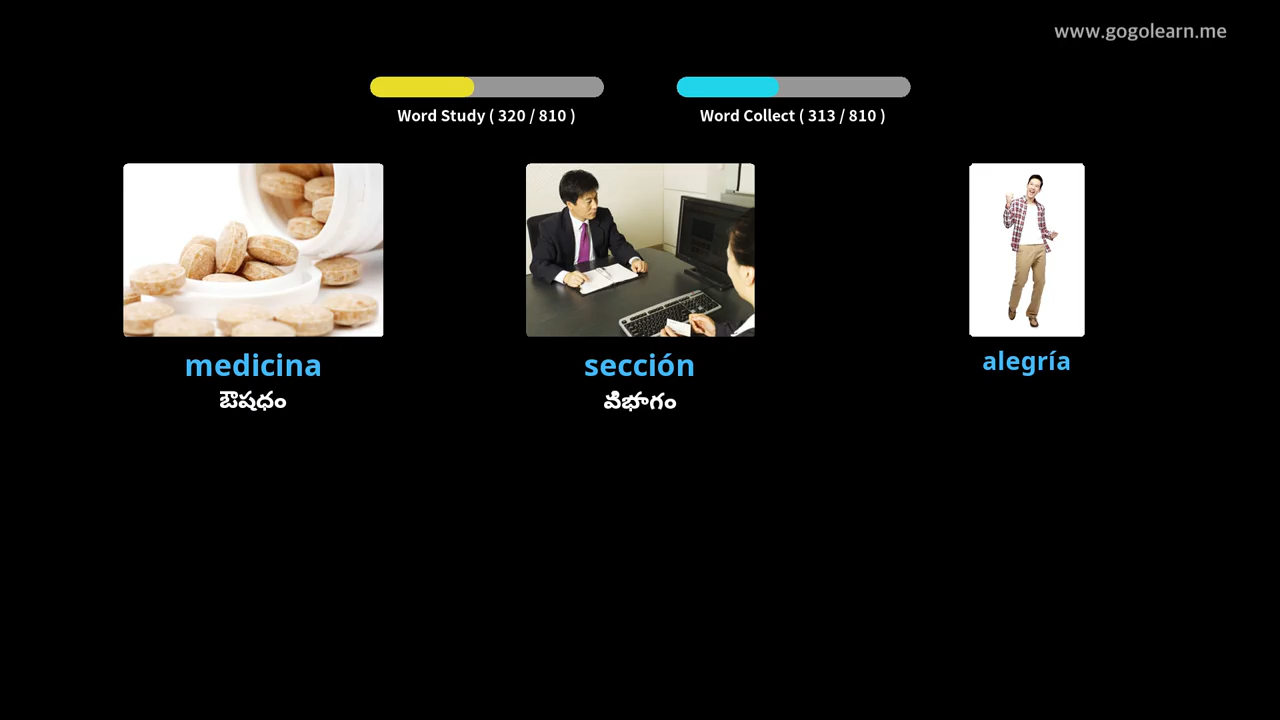 www.gogolearn.me
Word Study ( 320 / 810 )
Word Collect ( 313 / 810 )
medicina
sección
alegría
ఔషధం
విభాగం